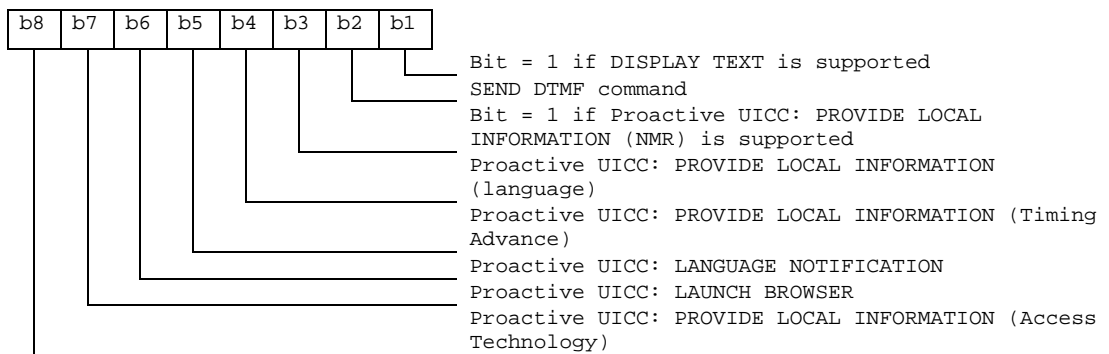 b8 b7 b6 b5 b4 b3 b2 b1
Bit = 1 if DISPLAY TEXT is supported
SEND DTMF command
Bit = 1 if Proactive UICC: PROVIDE LOCAL
INFORMATION (NMR) is supported
Proactive UICC: PROVIDE LOCAL INFORMATION
(language)
Proactive UICC: PROVIDE LOCAL INFORMATION (Timing
Advance)
Proactive UICC: LANGUAGE NOTIFICATION
Proactive UICC: LAUNCH BROWSER
Proactive UICC: PROVIDE LOCAL INFORMATION (Access
Technology)